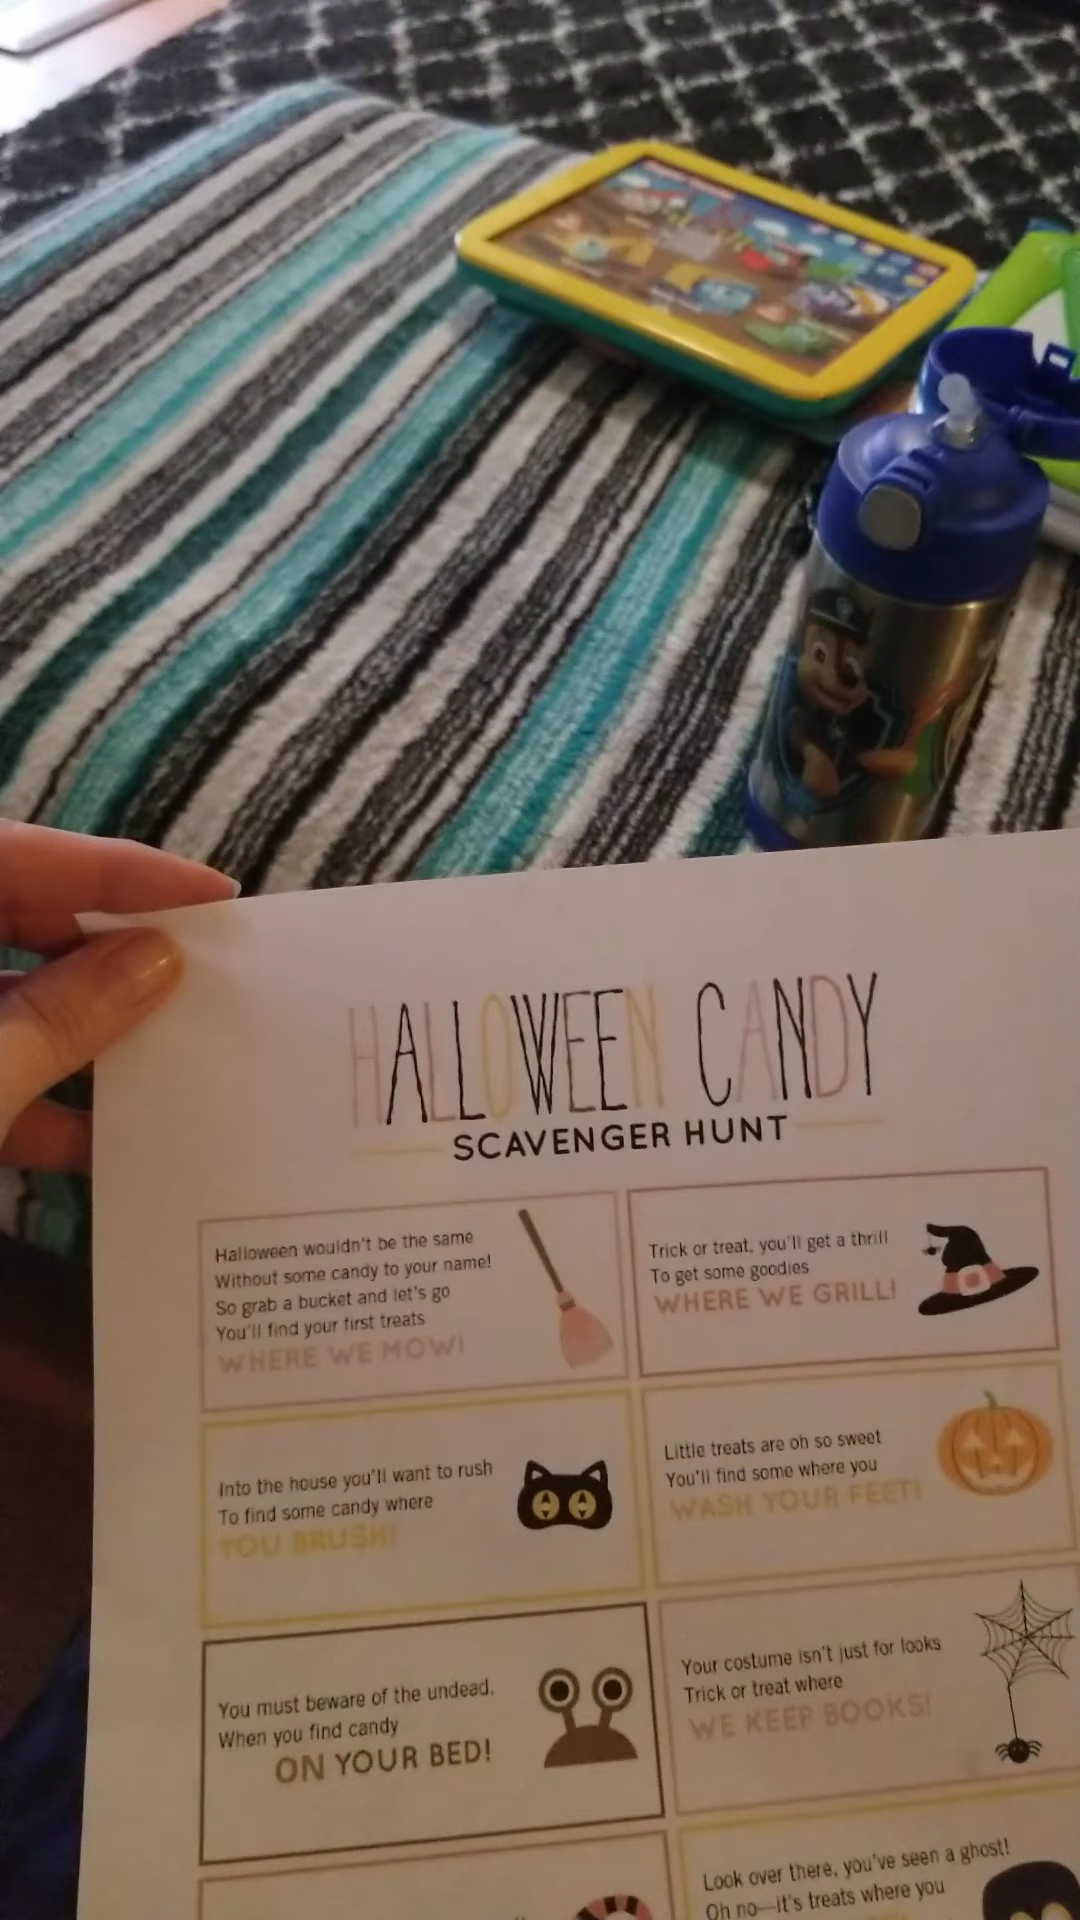 HALLOWEEN CANDY
SCAVENGER HUNT
Halloween wouldn't be the same
Without some candy to your name!
So grab a bucket and let's go
You'll find your first treats
WHERE WE MOW!
Trick or treat, you'll get a thrill
To get some goodies
WHERE WE GRILL!
Into the house you'll want to rush
To find some candy where
YOU BRUSH!
Little treats are oh so sweet
You'll find some where you
WASH YOUR FEET!
You must beware of the undead,
When you find candy
ON YOUR BED!
Your costume isn't just for looks
Trick or treat where
WE KEEP BOOKS!
Look over there, you've seen a ghost!
Oh no—it's treats where you